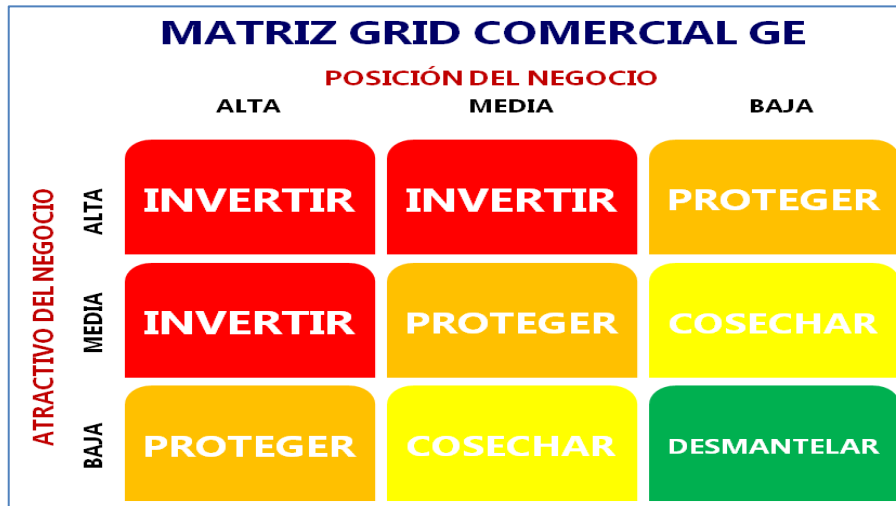 MATRIZ GRID COMERCIAL GE
POSICIÓN DEL NEGOCIO
ALTA MEDIA BAJA
ATRACTIVO DEL NEGOCIO
ALTA INVERTIR INVERTIR PROTEGER
MEDIA INVERTIR PROTEGER COSECHAR
BAJA PROTEGER COSECHAR DESMANTELAR